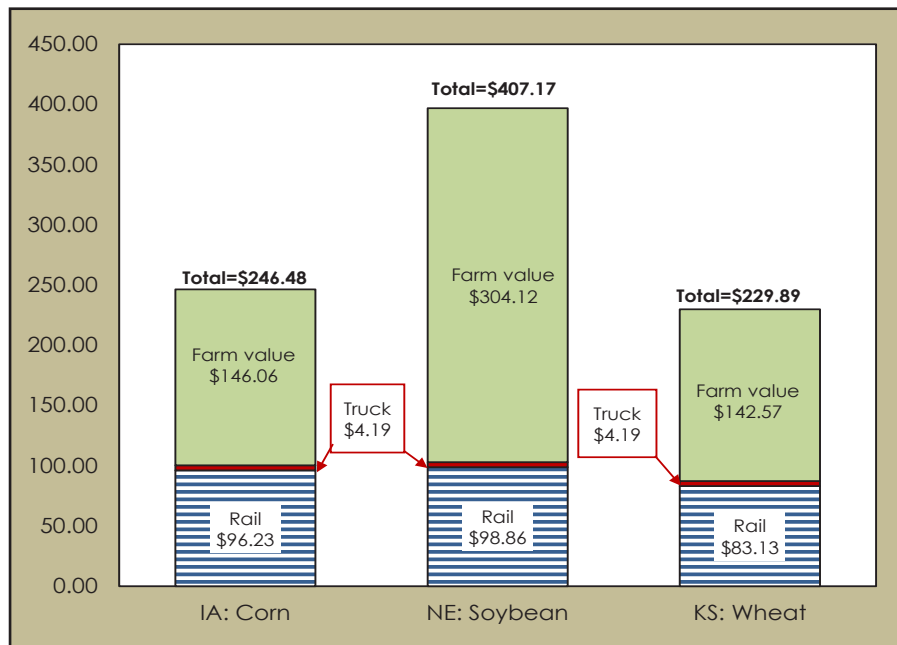 450.00
400.00
350.00
300.00
250.00
200.00
150.00
100.00
50.00
0.00
Total=$246.48
Farm value
$146.06
Rail
$96.23
Truck
$4.19
Total=$407.17
Farm value
$304.12
Rail
$98.86
Truck
$4.19
Total=$229.89
Farm value
$142.57
Rail
$83.13
IA: Corn
NE: Soybean
KS: Wheat